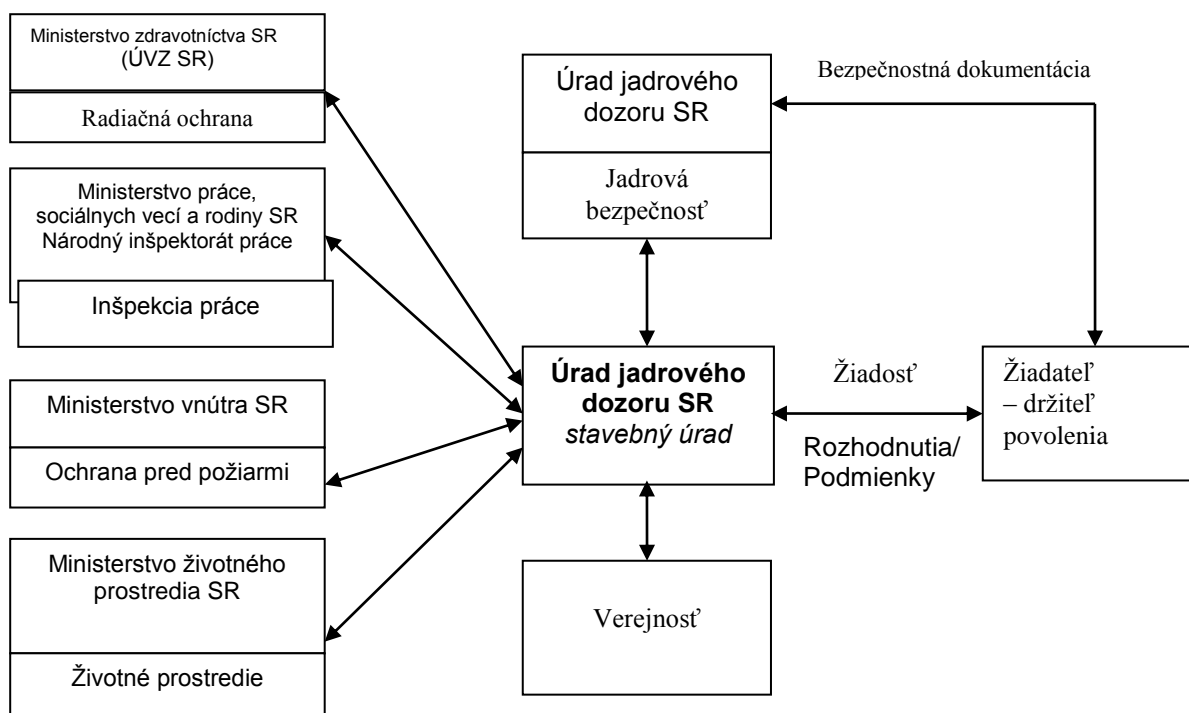 Ministerstvo zdravotníctva SR
(ÚVZ SR)
Radiačná ochrana
Ministerstvo práce,
sociálnych vecí a rodiny SR
Národný inšpektorát práce
Inšpekcia práce
Ministerstvo vnútra SR
Ochrana pred požiarmi
Ministerstvo životného
prostredia SR
Životné prostredie
Úrad jadrového
dozoru SR
Jadrová
bezpečnosť
Bezpečnostná dokumentácia
Úrad jadrového
dozoru SR
stavebný úrad
Žiadosť
Rozhodnutia/
Podmienky
Žiadateľ
– držiteľ
povolenia
Verejnosť